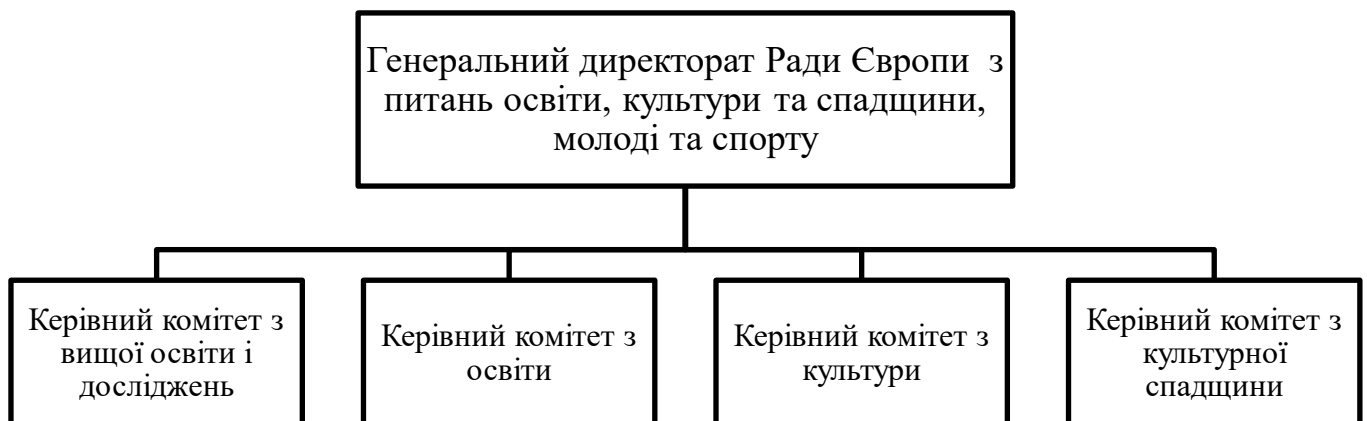 Генеральний директорат Ради Європи з
питань освіти, культури та спадщини,
молоді та спорту
Керівний комітет з
вищої освіти і
досліджень
Керівний комітет з
освіти
Керівний комітет з
культури
Керівний комітет з
культурної
спадщини